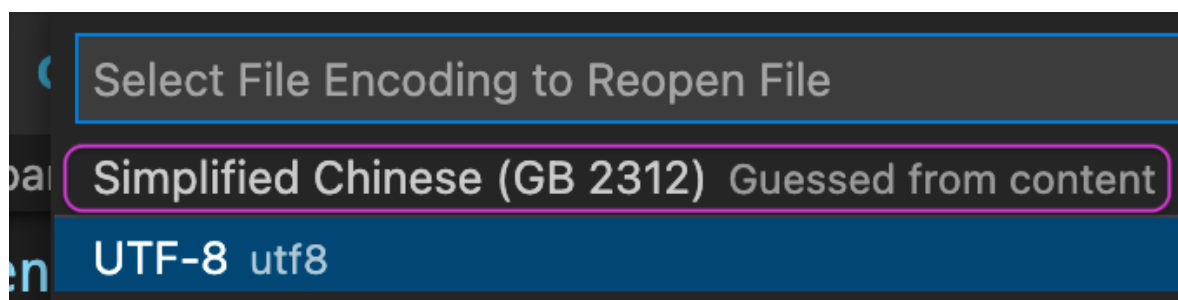 Select File Encoding to Reopen File
Simplified Chinese (GB 2312) Guessed from content
UTF-8 utf8